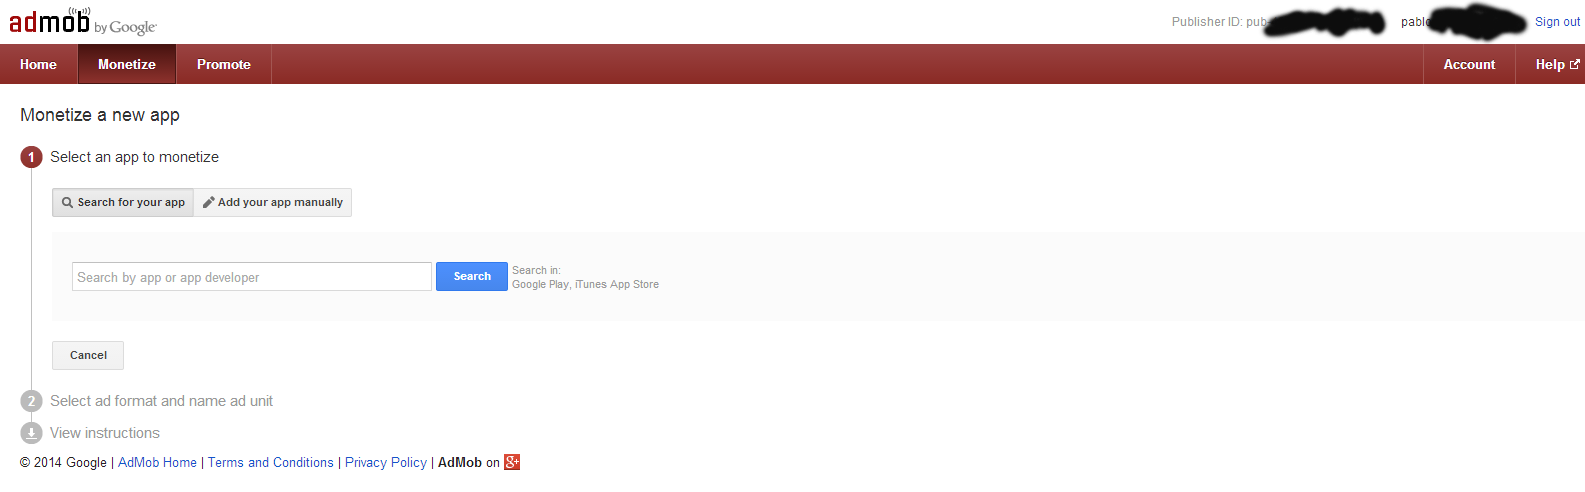 admob by Google
Publisher ID: pub- pablo Sign out
Home Monetize Promote Account Help
Monetize a new app
1 Select an app to monetize
Search for your app Add your app manually
Search by app or app developer Search Search in:
Google Play, iTunes App Store
Cancel
2 Select ad format and name ad unit
View instructions
© 2014 Google | AdMob Home | Terms and Conditions | Privacy Policy | AdMob on g+